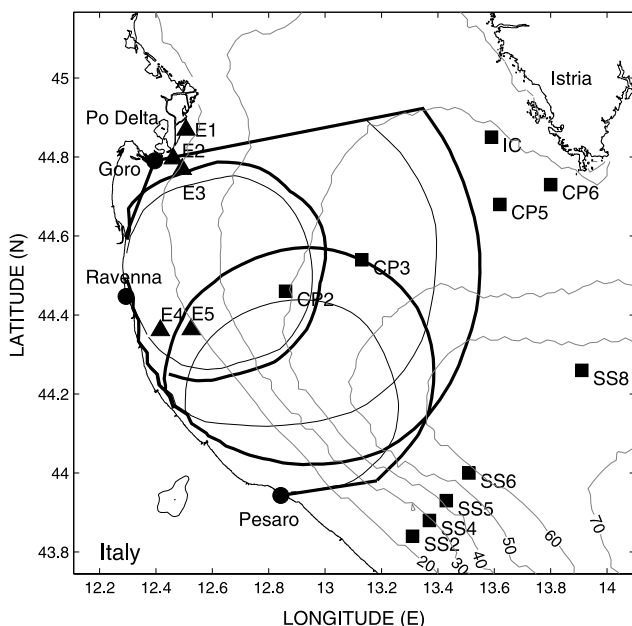 45
44.8
44.6
44.4
44.2
44
43.8
LATITUDE (N)
Po Delta
Goro
Ravenna
Pesaro
Italy
Istria
E1
E2
E3
E4
E5
IC
CP6
CP5
CP3
CP2
SS8
SS6
SS5
SS4
SS2
20
30
40
50
60
70
12.2
12.4
12.6
12.8
13
13.2
13.4
13.6
13.8
14
LONGITUDE (E)